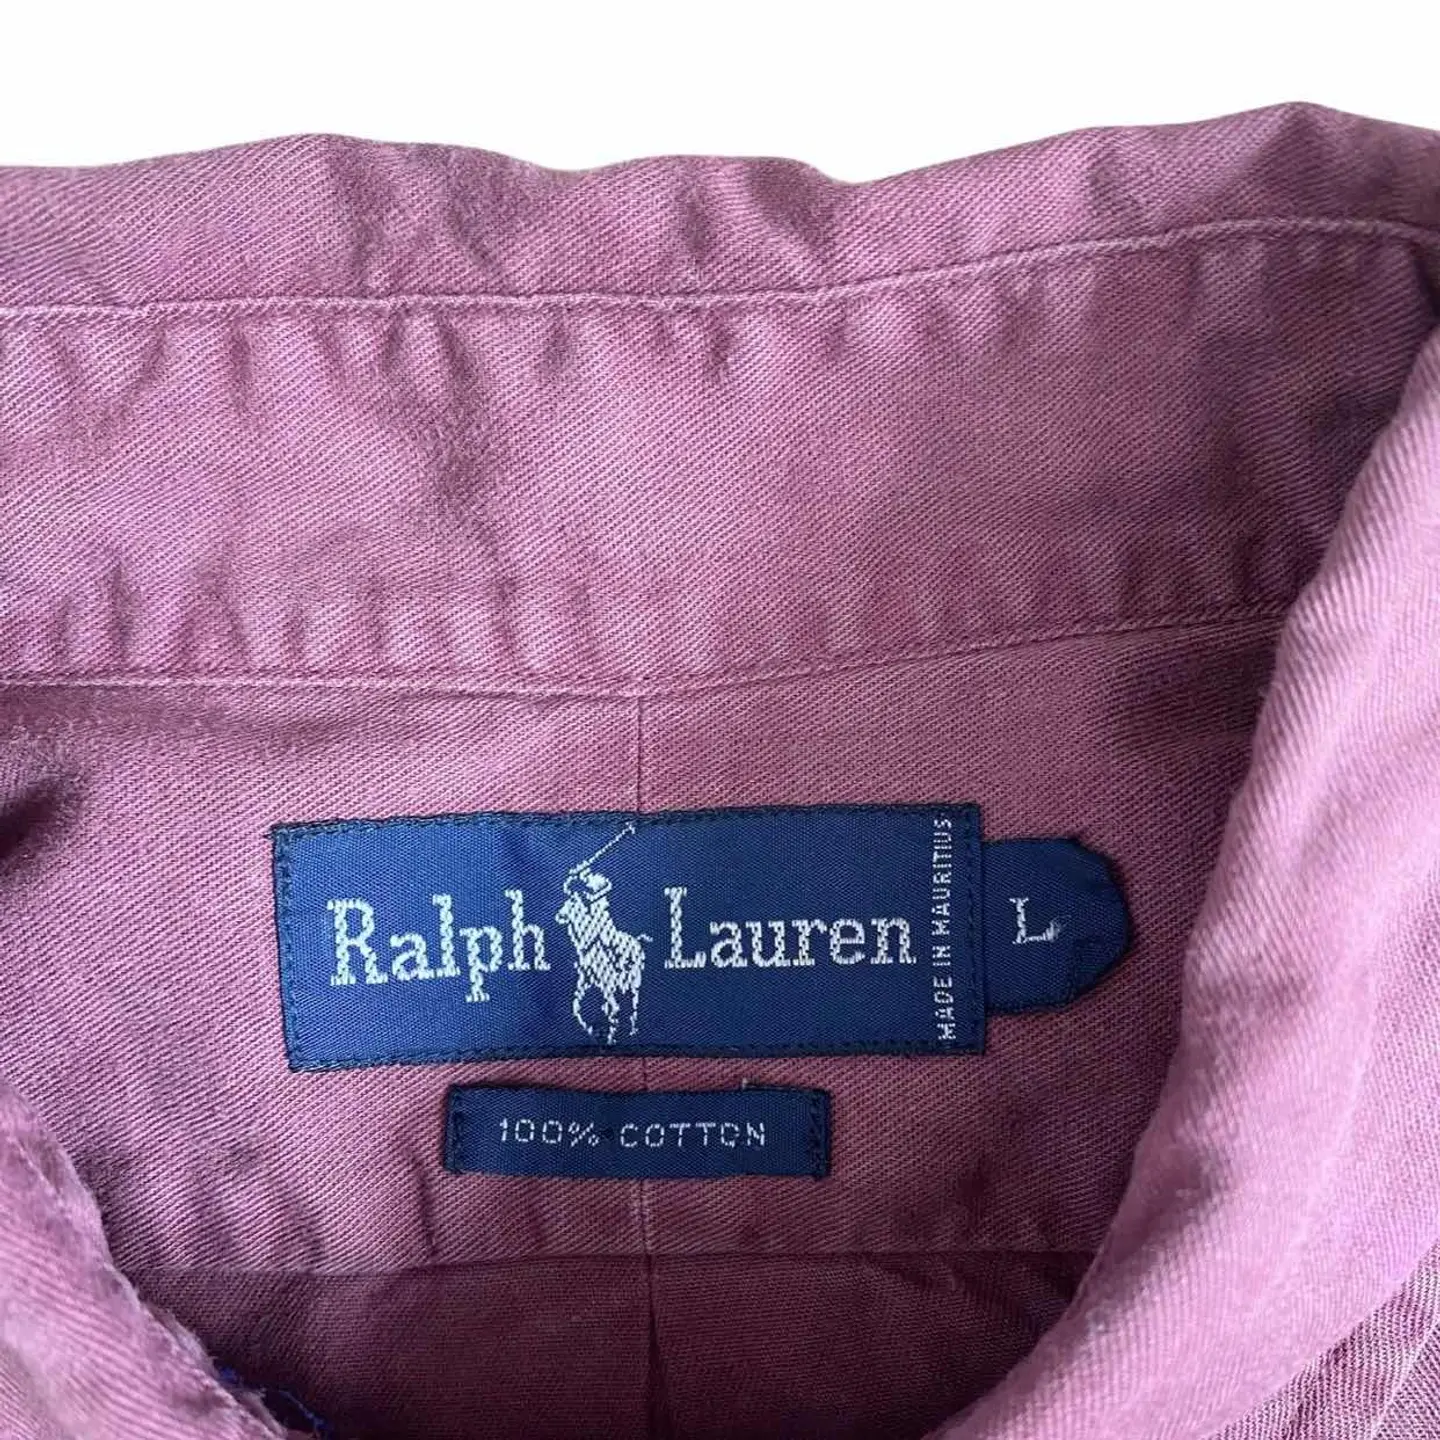 Ralph Lauren
MADE IN MAURITIUS
L
100% COTTON